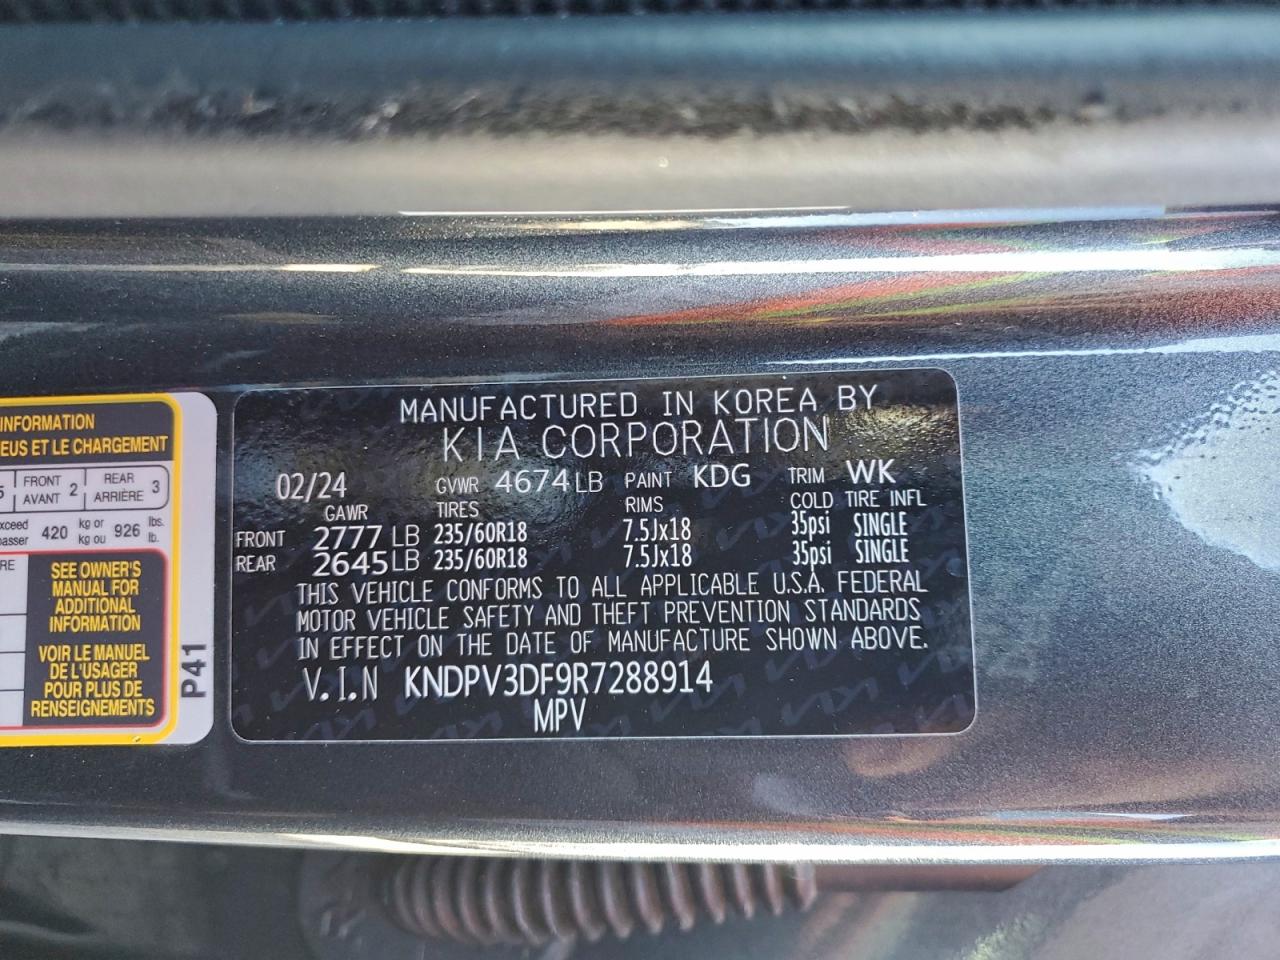 MANUFACTURED IN KOREA BY
KIA CORPORATION
02/24 GVWR 4674 LB PAINT KDG TRIM WK
GAWR TIRES RIMS COLD TIRE INFL
FRONT 2777 LB 235/60R18 7.5Jx18 35psi SINGLE
REAR 2645 LB 235/60R18 7.5Jx18 35psi SINGLE
THIS VEHICLE CONFORMS TO ALL APPLICABLE U.S.A. FEDERAL
MOTOR VEHICLE SAFETY AND THEFT PREVENTION STANDARDS
IN EFFECT ON THE DATE OF MANUFACTURE SHOWN ABOVE.
V.I.N KNDPV3DF9R7288914
MPV
INFORMATION
ET LE CHARGEMENT
FRONT
AVANT 2
REAR
ARRIÈRE 3
420 kg or
kg ou 926 lbs.
lb.
SEE OWNER'S
MANUAL FOR
ADDITIONAL
INFORMATION
VOIR LE MANUEL
DE L'USAGER
POUR PLUS DE
RENSEIGNEMENTS
P41